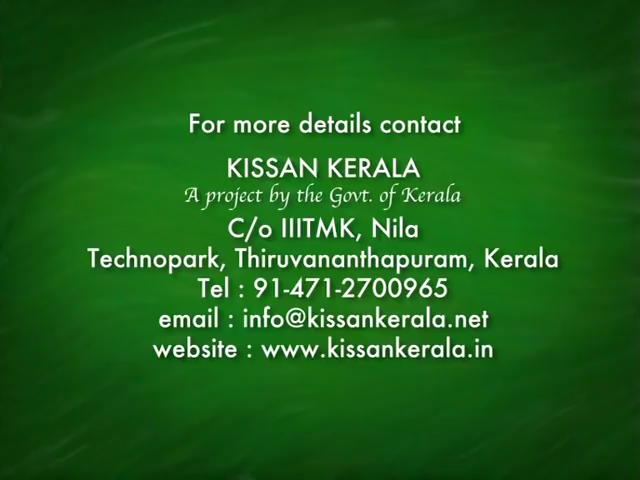 For more details contact
KISSAN KERALA
A project by the Govt. of Kerala
C/o IIITMK, Nila
Technopark, Thiruvananthapuram, Kerala
Tel : 91-471-2700965
email : info@kissankerala.net
website : www.kissankerala.in